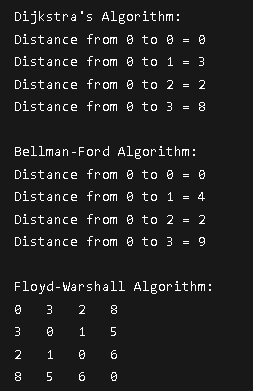 Dijkstra's Algorithm:
Distance from 0 to 0 = 0
Distance from 0 to 1 = 3
Distance from 0 to 2 = 2
Distance from 0 to 3 = 8
Bellman-Ford Algorithm:
Distance from 0 to 0 = 0
Distance from 0 to 1 = 4
Distance from 0 to 2 = 2
Distance from 0 to 3 = 9
Floyd-Warshall Algorithm:
0 3 2 8
3 0 1 5
2 1 0 6
8 5 6 0